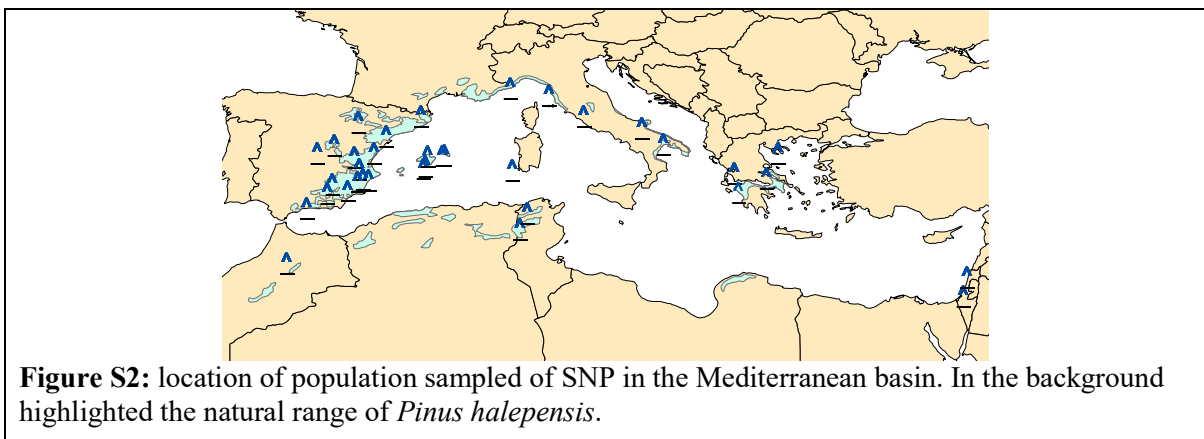 Figure S2: location of population sampled of SNP in the Mediterranean basin. In the background
highlighted the natural range of Pinus halepensis.